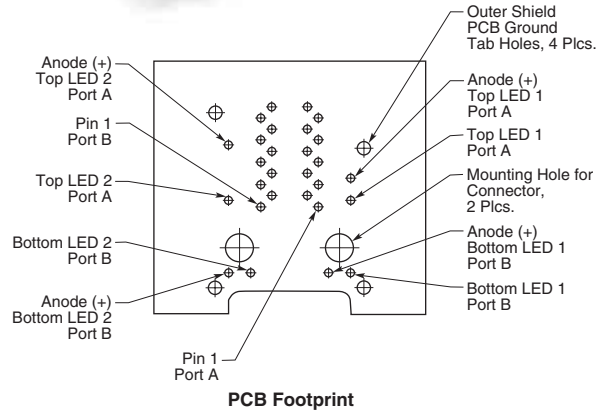 Outer Shield
PCB Ground
Tab Holes, 4 Plcs.
Anode (+)
Top LED 2
Port A
Anode (+)
Top LED 1
Port A
Pin 1
Port B
Top LED 1
Port A
Top LED 2
Port A
Mounting Hole for
Connector,
2 Plcs.
Bottom LED 2
Port B
Anode (+)
Bottom LED 1
Port B
Anode (+)
Bottom LED 2
Port B
Bottom LED 1
Port B
Pin 1
Port A
PCB Footprint